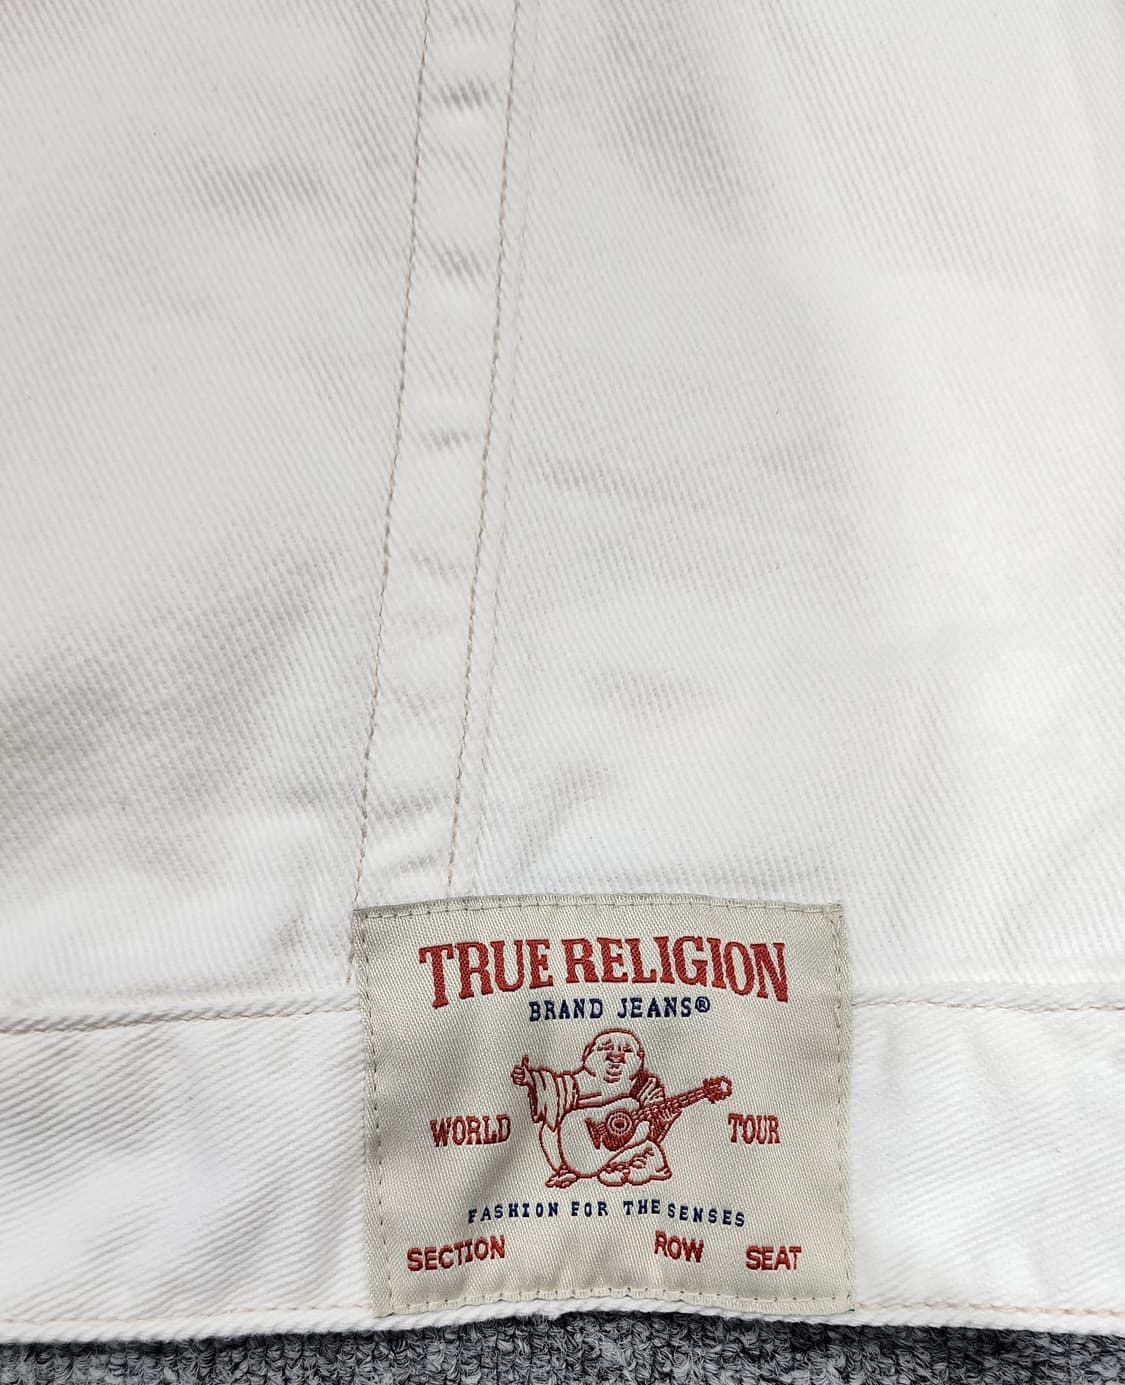 TRUE RELIGION
BRAND JEANS®
WORLD TOUR
FASHION FOR THE SENSES
SECTION ROW SEAT